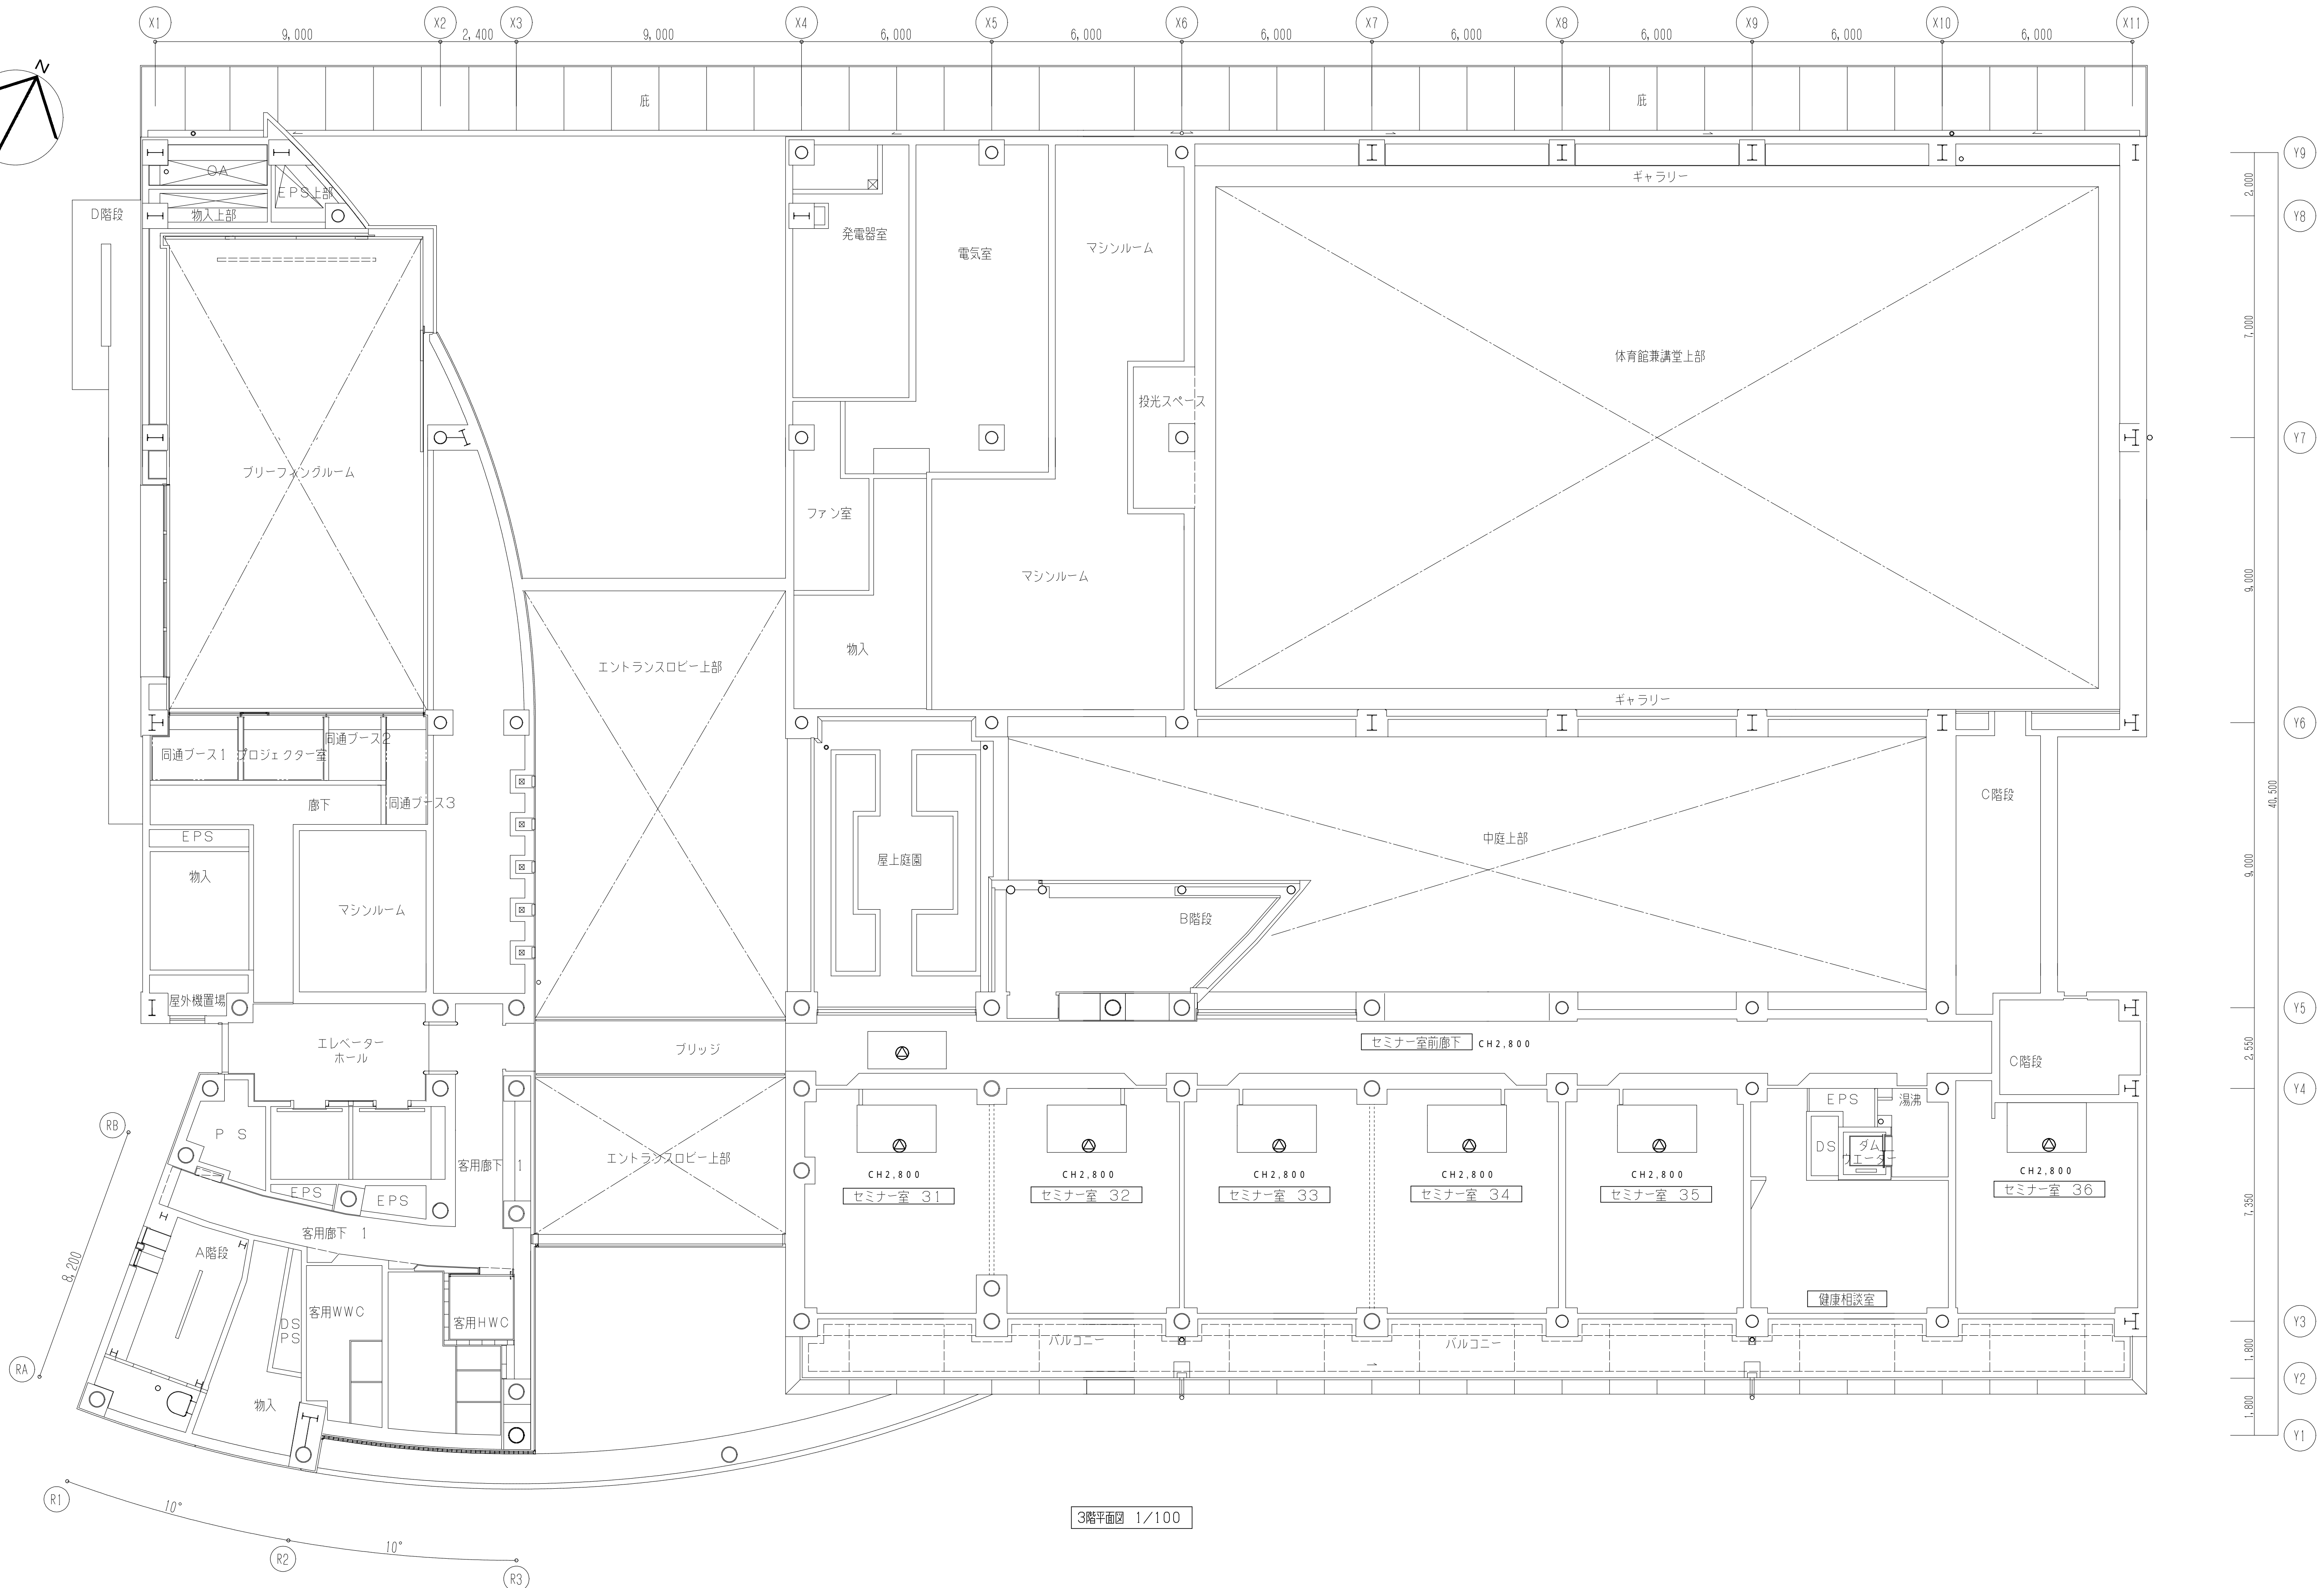 X1
X2
X3
X4
X5
X6
X7
X8
X9
X10
X11
9,000
2,400
9,000
6,000
6,000
6,000
6,000
6,000
6,000
6,000
N
庇
庇
OA
EPS上部
物入上部
D階段
ギャラリー
発電器室
電気室
マシンルーム
体育館兼講堂上部
投光スペース
ブリーフィングルーム
ファン室
マシンルーム
物入
エントランスロビー上部
ギャラリー
同通ブース1
プロジェクター室
同通ブース2
同通ブース3
廊下
EPS
物入
マシンルーム
屋上庭園
中庭上部
B階段
C階段
屋外機置場
エレベーター
ホール
ブリッジ
セミナー室前廊下
CH2,800
C階段
PS
EPS
EPS
客用廊下 1
客用廊下 1
エントランスロビー上部
CH2,800
セミナー室 31
CH2,800
セミナー室 32
CH2,800
セミナー室 33
CH2,800
セミナー室 34
CH2,800
セミナー室 35
EPS
湯沸
DS
ダム
ウエーター
健康相談室
CH2,800
セミナー室 36
A階段
DS
PS
客用WWC
客用HWC
物入
バルコニー
バルコニー
Y9
Y8
Y7
Y6
Y5
Y4
Y3
Y2
Y1
2,000
7,000
9,000
9,000
2,550
7,350
1,800
1,800
40,500
RB
8,200
RA
R1
10°
R2
10°
R3
3階平面図 1/100